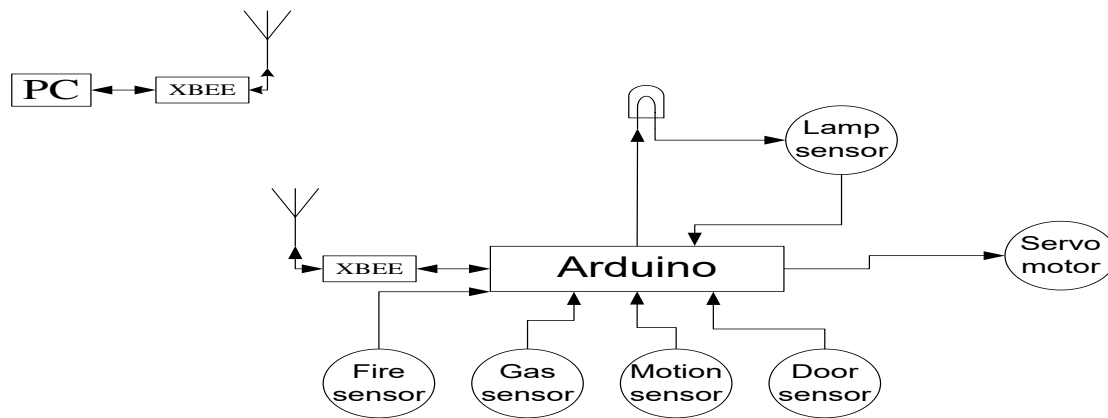 PC
XBEE
Lamp
sensor
XBEE
Arduino
Servo
motor
Fire
sensor
Gas
sensor
Motion
sensor
Door
sensor